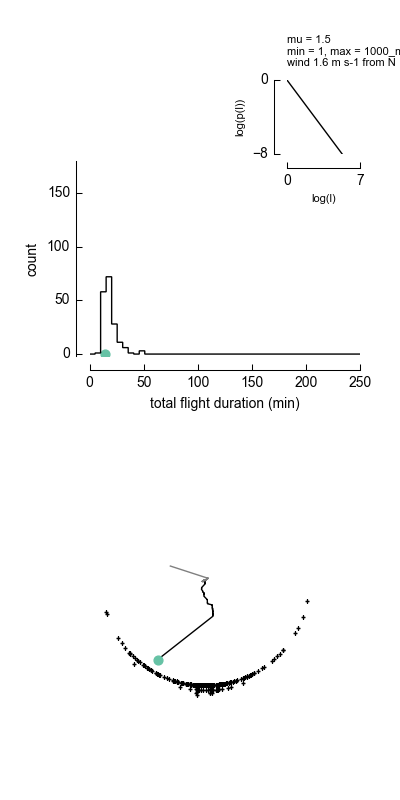 mu = 1.5
min = 1, max = 1000_m
wind 1.6 m s-1 from N
0
log(p(l))
−8
0
7
log(l)
150
100
50
0
count
0
50
100
150
200
250
total flight duration (min)